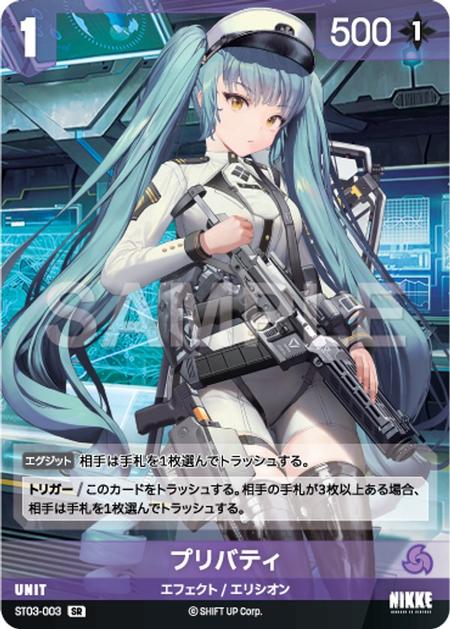 1
500 1
SAMPLE
エグジット 相手は手札を1枚選んでトラッシュする。
トリガー / このカードをトラッシュする。相手の手札が3枚以上ある場合、
相手は手札を1枚選んでトラッシュする。
プリバティ
UNIT エフェクト / エリシオン
ST03-003 SR © SHIFT UP Corp. NIKKE